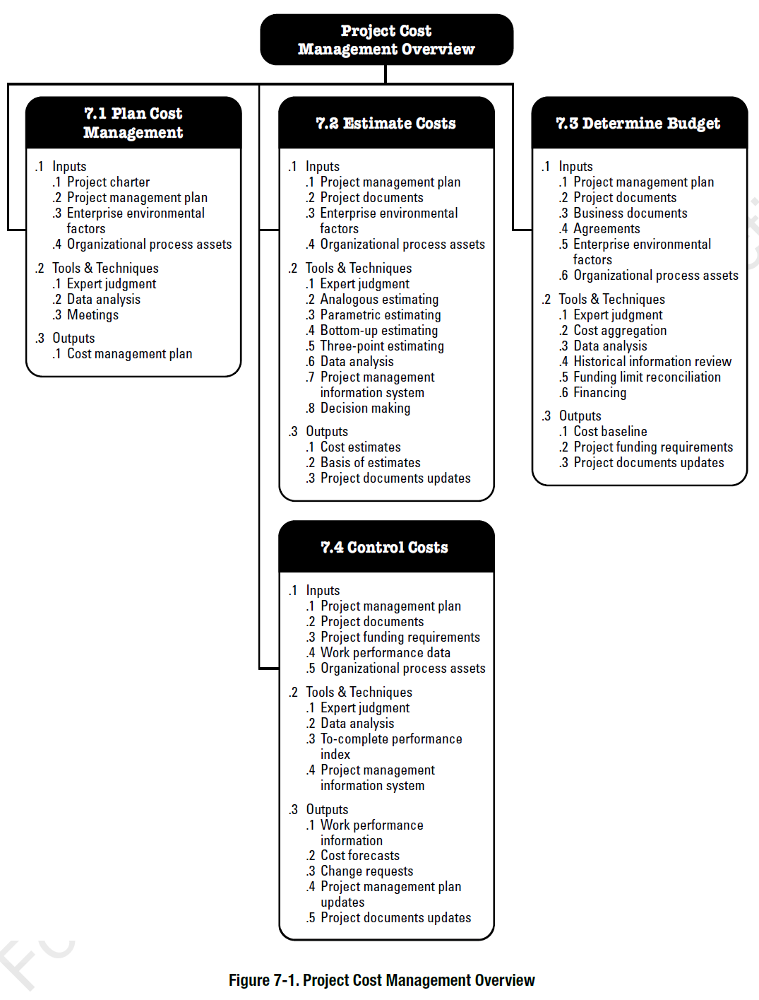 Project Cost
Management Overview
7.1 Plan Cost
Management
.1 Inputs
.1 Project charter
.2 Project management plan
.3 Enterprise environmental
factors
.4 Organizational process assets
.2 Tools & Techniques
.1 Expert judgment
.2 Data analysis
.3 Meetings
.3 Outputs
.1 Cost management plan
7.2 Estimate Costs
.1 Inputs
.1 Project management plan
.2 Project documents
.3 Enterprise environmental
factors
.4 Organizational process assets
.2 Tools & Techniques
.1 Expert judgment
.2 Analogous estimating
.3 Parametric estimating
.4 Bottom-up estimating
.5 Three-point estimating
.6 Data analysis
.7 Project management
information system
.8 Decision making
.3 Outputs
.1 Cost estimates
.2 Basis of estimates
.3 Project documents updates
7.3 Determine Budget
.1 Inputs
.1 Project management plan
.2 Project documents
.3 Business documents
.4 Agreements
.5 Enterprise environmental
factors
.6 Organizational process assets
.2 Tools & Techniques
.1 Expert judgment
.2 Cost aggregation
.3 Data analysis
.4 Historical information review
.5 Funding limit reconciliation
.6 Financing
.3 Outputs
.1 Cost baseline
.2 Project funding requirements
.3 Project documents updates
7.4 Control Costs
.1 Inputs
.1 Project management plan
.2 Project documents
.3 Project funding requirements
.4 Work performance data
.5 Organizational process assets
.2 Tools & Techniques
.1 Expert judgment
.2 Data analysis
.3 To-complete performance
index
.4 Project management
information system
.3 Outputs
.1 Work performance
information
.2 Cost forecasts
.3 Change requests
.4 Project management plan
updates
.5 Project documents updates
Figure 7-1. Project Cost Management Overview